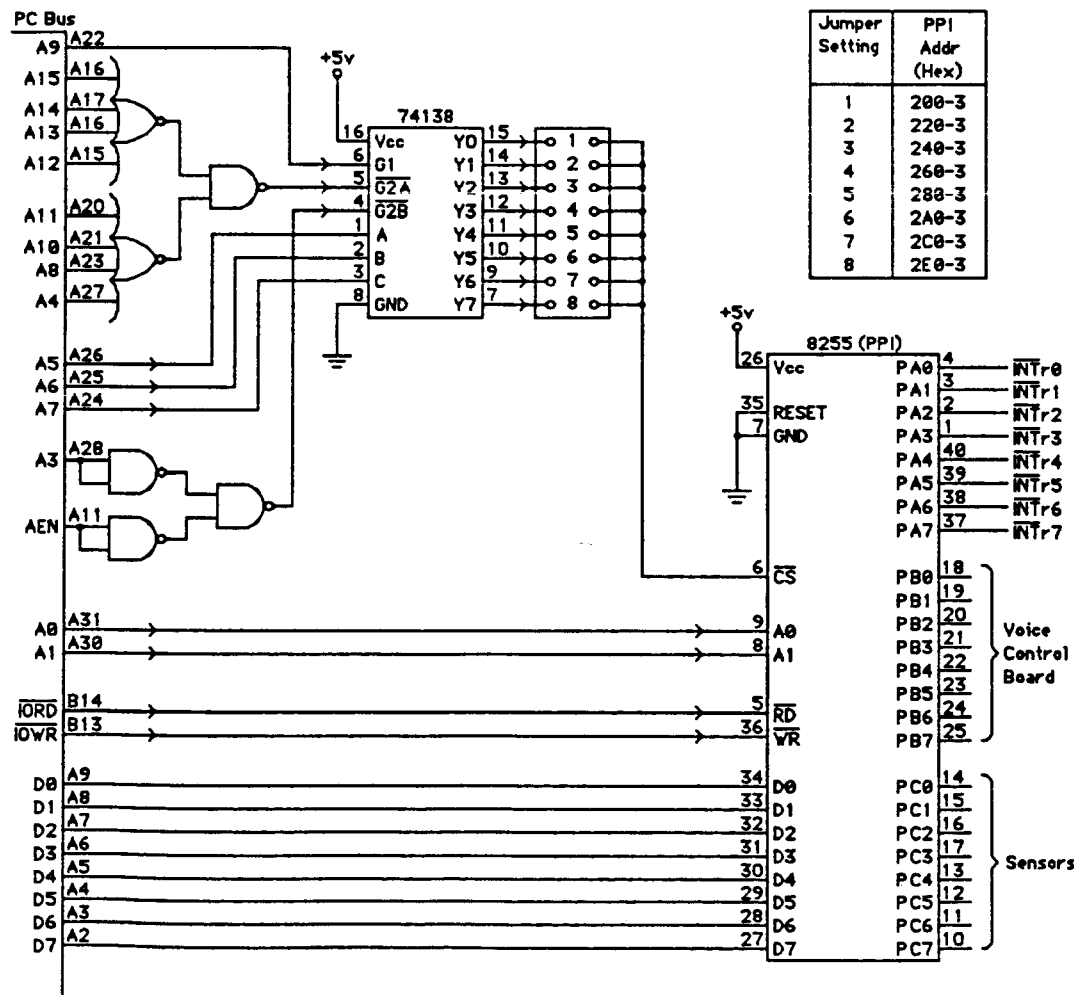 PC Bus
A9 A22
A15 A16
A14 A17
A13 A16
A12 A15
A11 A20
A10 A21
A8 A23
A4 A27
A5 A26
A6 A25
A7 A24
A3 A28
AEN A11
A0 A31
A1 A30
IORD B14
IOWR B13
D0 A9
D1 A8
D2 A7
D3 A6
D4 A5
D5 A4
D6 A3
D7 A2
+5v
74138
16 Vcc Y0 15
6 G1 Y1 14
5 G2A Y2 13
4 G2B Y3 12
1 A Y4 11
2 B Y5 10
3 C Y6 9
8 GND Y7 7
1
2
3
4
5
6
7
8
Jumper Setting PPI Addr (Hex)
1 200-3
2 220-3
3 240-3
4 260-3
5 280-3
6 2A0-3
7 2C0-3
8 2E0-3
+5v
8255 (PPI)
26 Vcc PA0 4 INTr0
PA1 3 INTr1
35 RESET PA2 2 INTr2
7 GND PA3 1 INTr3
PA4 40 INTr4
PA5 39 INTr5
PA6 38 INTr6
PA7 37 INTr7
6 CS PB0 18
PB1 19
9 A0 PB2 20
8 A1 PB3 21
PB4 22
PB5 23
5 RD PB6 24
36 WR PB7 25
Voice
Control
Board
34 D0 PC0 14
33 D1 PC1 15
32 D2 PC2 16
31 D3 PC3 17
30 D4 PC4 13
29 D5 PC5 12
28 D6 PC6 11
27 D7 PC7 10
Sensors